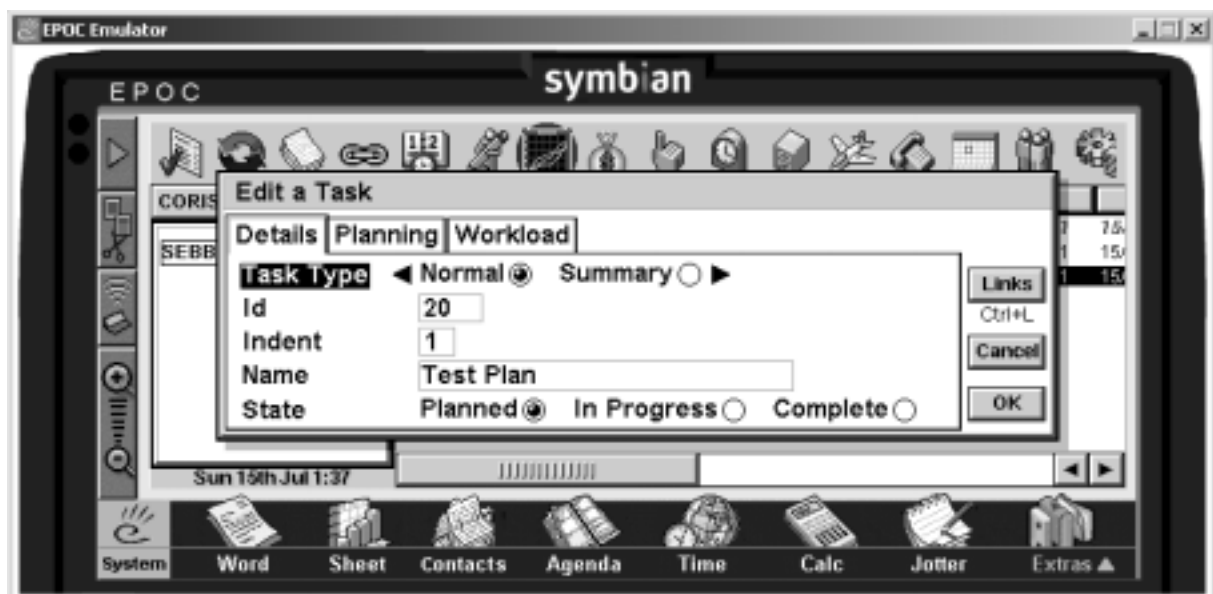 EPOC Emulator
symbian
EPOC
1 2
CORIS
Edit a Task
Details Planning Workload
SEBB
Task Type Normal Summary
Id 20
Indent 1
Name Test Plan
State Planned In Progress Complete
Links
Ctrl+L
Cancel
OK
Sun 15th Jul 1:37
System Word Sheet Contacts Agenda Time Calc Jotter Extras